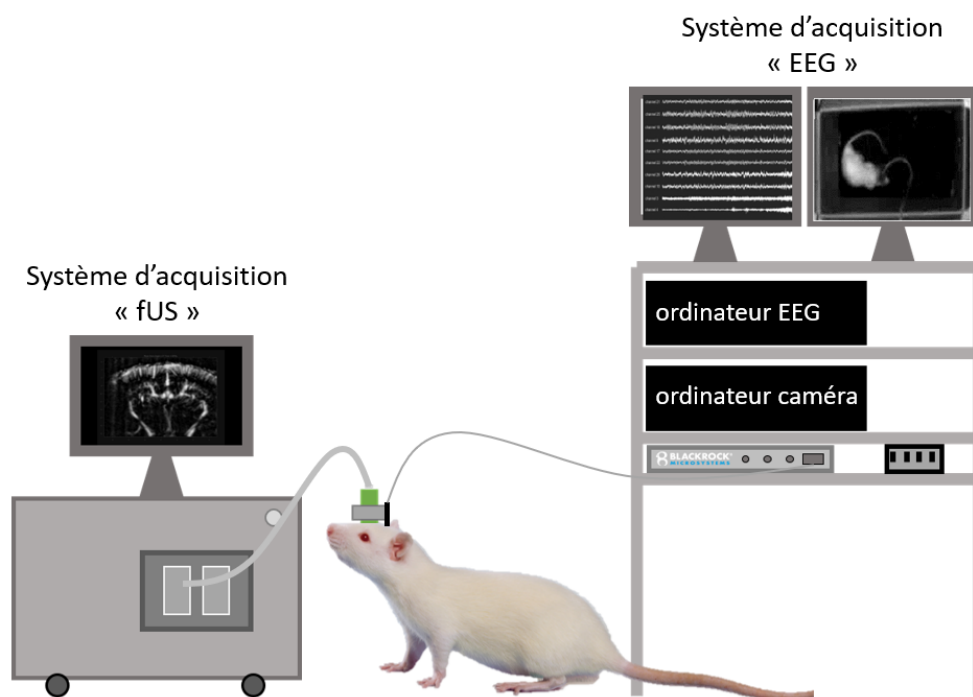 Système d'acquisition
« EEG »
Système d'acquisition
« fUS »
ordinateur EEG
ordinateur caméra
BLACKROCK
MICROSYSTEMS